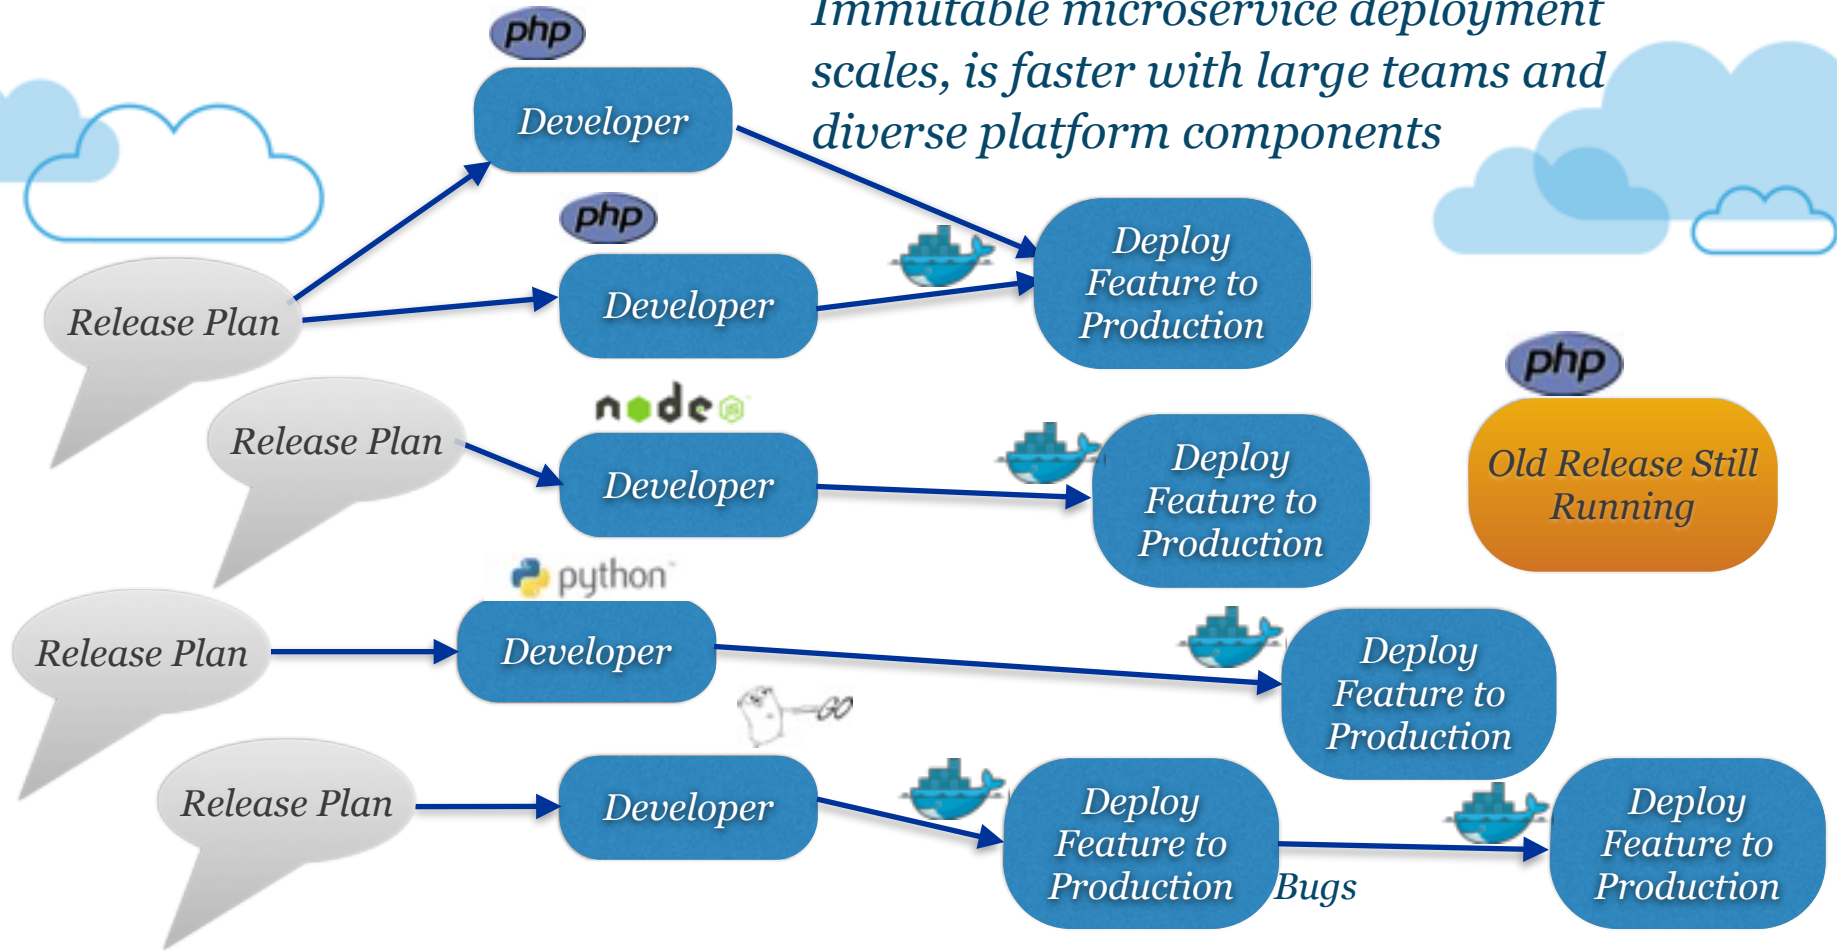 Immutable microservice deployment
scales, is faster with large teams and
diverse platform components
php
Developer
php
Developer
Deploy
Feature to
Production
Release Plan
php
Old Release Still
Running
Release Plan
node
JS
Developer
Deploy
Feature to
Production
python
Release Plan
Developer
Deploy
Feature to
Production
GO
Release Plan
Developer
Deploy
Feature to
Production
Bugs
Deploy
Feature to
Production